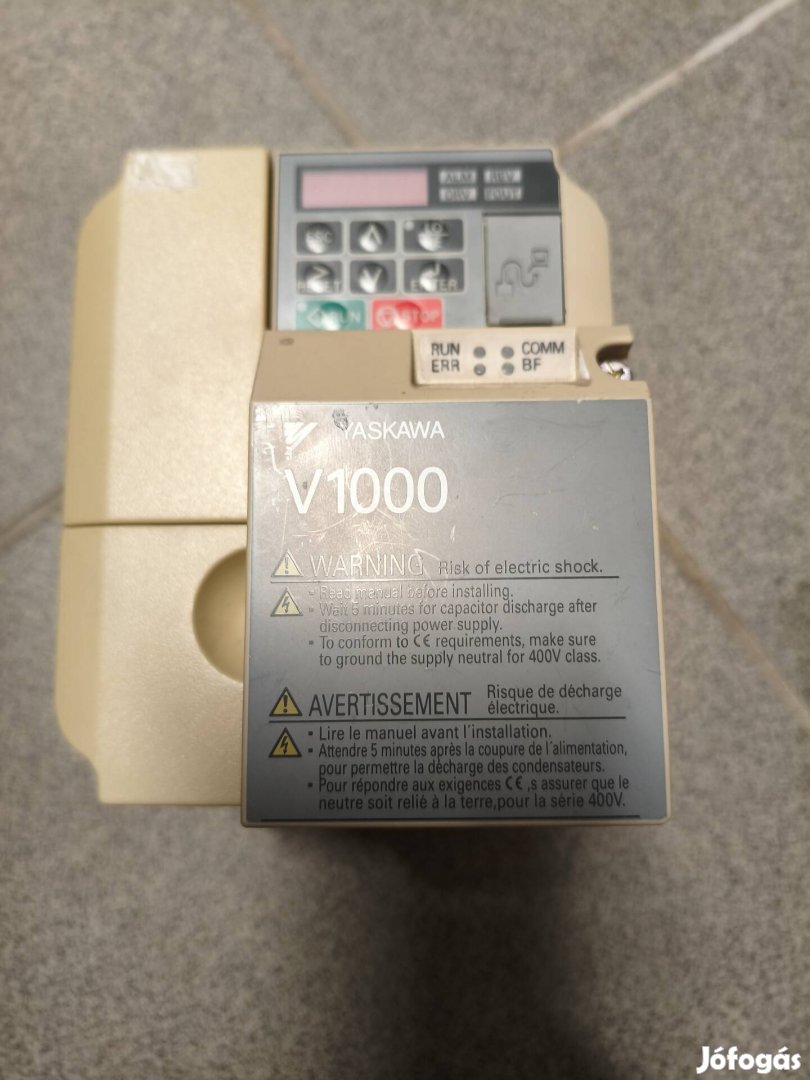 ALM REV
DRV FOUT
ESC
LO
RE
RESET ENTER
RUN STOP
RUN COMM
ERR BF
YASKAWA
V1000
WARNING Risk of electric shock.
- Read manual before installing.
- Wait 5 minutes for capacitor discharge after
disconnecting power supply.
- To conform to CE requirements, make sure
to ground the supply neutral for 400V class.
AVERTISSEMENT Risque de décharge
électrique.
- Lire le manuel avant l´installation.
- Attendre 5 minutes après la coupure de l´alimentation,
pour permettre la décharge des condensateurs.
- Pour répondre aux exigences CE ,s assurer que le
neutre soit relié à la terre,pour la série 400V.
Jófogás